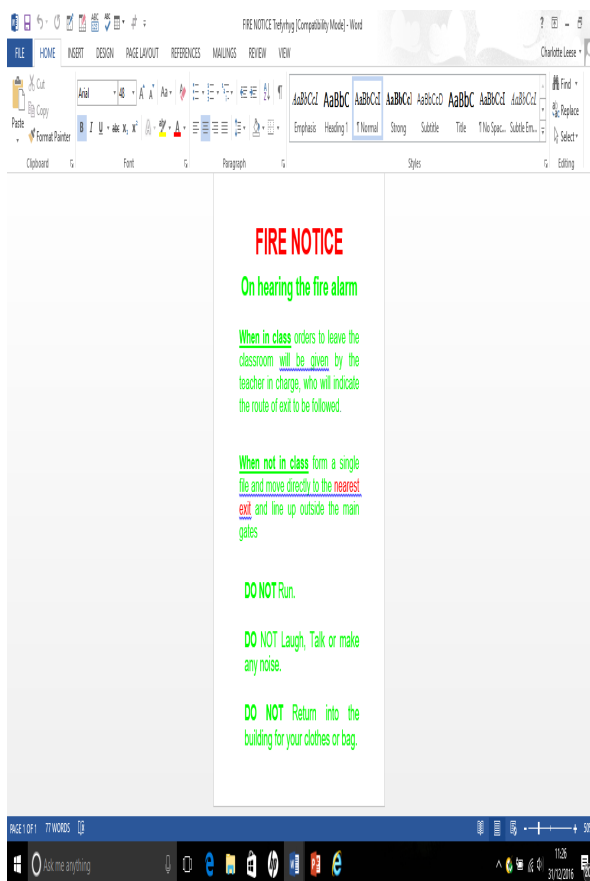 FIRE NOTICE Trefyrhyg [Compatibility Mode] - Word
FILE HOME INSERT DESIGN PAGE LAYOUT REFERENCES MAILINGS REVIEW VIEW
Charlotte Leese
Cut
Copy
Format Painter
Paste
Arial 48
AaBbCcI AaBbC AaBbCcI AaBbCcI AaBbCcD AaBbC AaBbCcI AaBbCcI
Emphasis Heading 1 ¶ Normal Strong Subtitle Title ¶ No Spac... Subtle Em...
Find
Replace
Select
Clipboard Font Paragraph Styles Editing
FIRE NOTICE
On hearing the fire alarm
When in class orders to leave the
classroom will be given by the
teacher in charge, who will indicate
the route of exit to be followed.
When not in class form a single
file and move directly to the nearest
exit and line up outside the main
gates
DO NOT Run.
DO NOT Laugh, Talk or make
any noise.
DO NOT Return into the
building for your clothes or bag.
PAGE 1 OF 1 77 WORDS
Ask me anything
11:26
31/12/2016